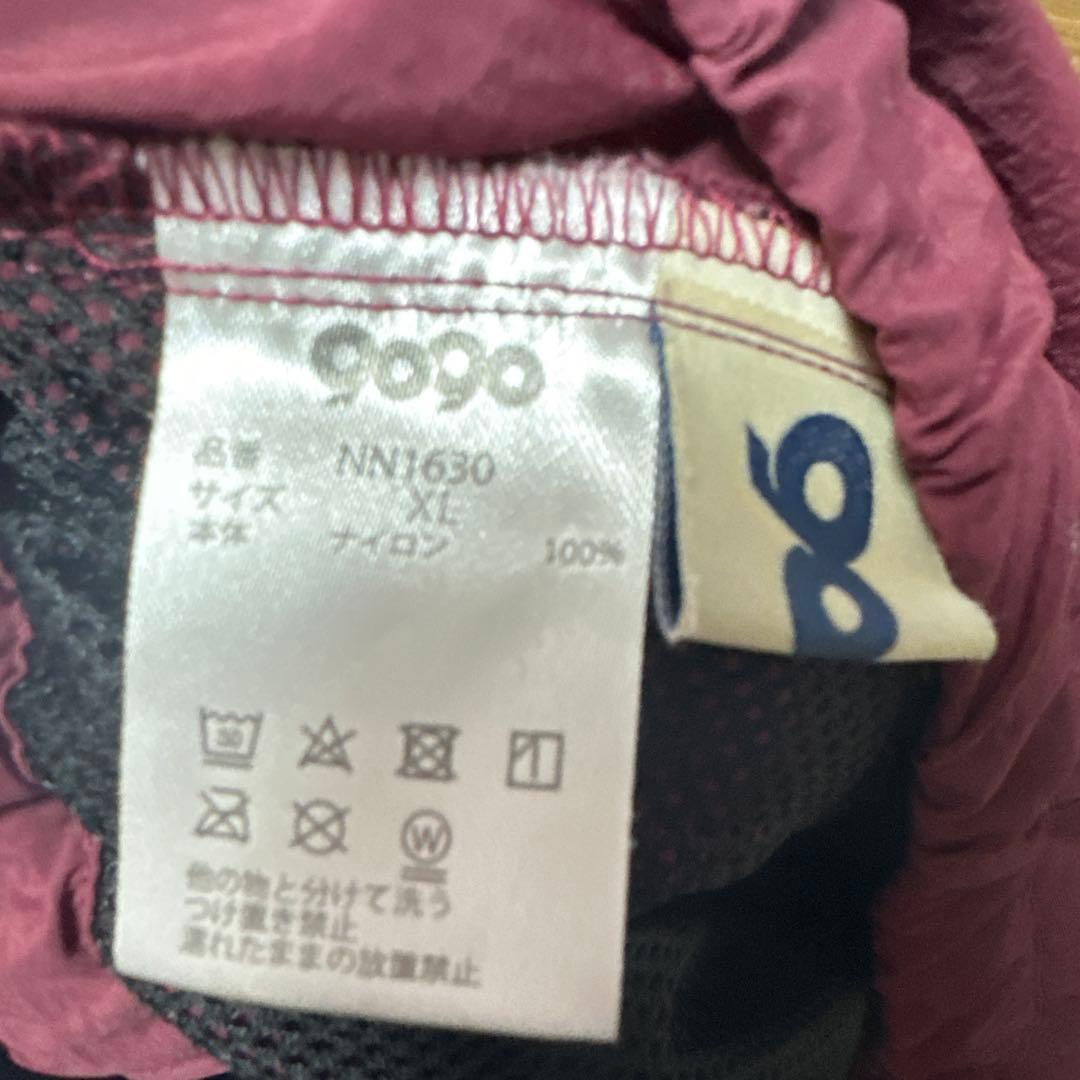 gogo
品番 NN1630
サイズ XL
本体 ナイロン 100%
30
W
他の物と分けて洗う
つけ置き禁止
濡れたままの放置禁止